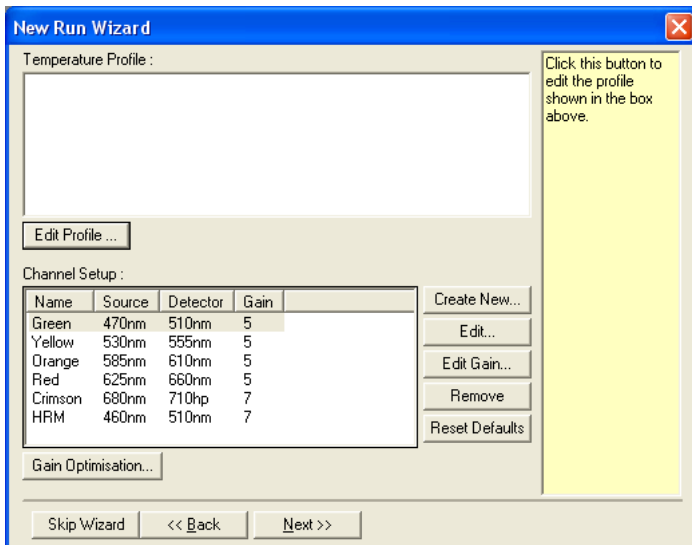 New Run Wizard
Temperature Profile :
Click this button to
edit the profile
shown in the box
above.
Edit Profile ...
Channel Setup :
Name Source Detector Gain
Green 470nm 510nm 5
Yellow 530nm 555nm 5
Orange 585nm 610nm 5
Red 625nm 660nm 5
Crimson 680nm 710hp 7
HRM 460nm 510nm 7
Create New...
Edit...
Edit Gain...
Remove
Reset Defaults
Gain Optimisation...
Skip Wizard << Back Next >>